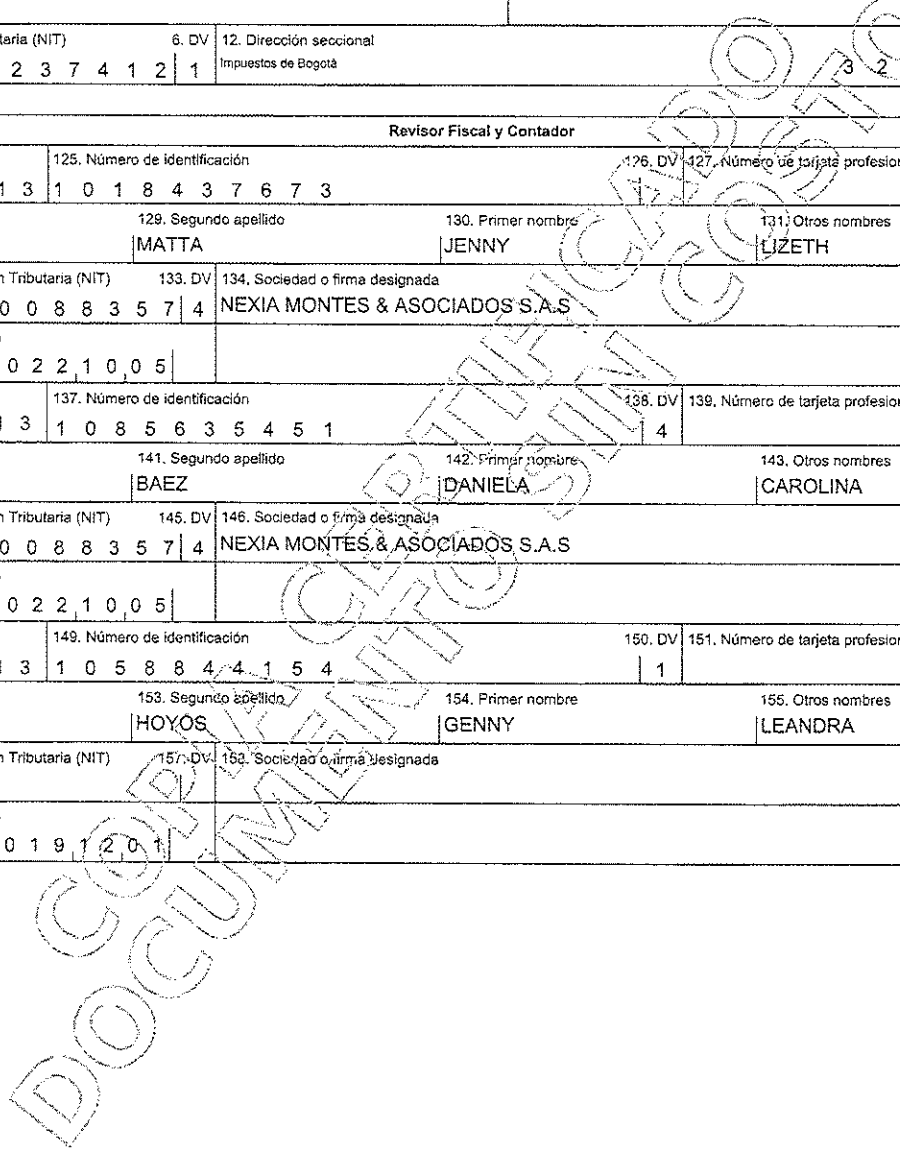 taria (NIT) 6. DV 12. Dirección seccional
2 3 7 4 1 2 1 Impuestos de Bogotá 3 2
Revisor Fiscal y Contador
125. Número de identificación 126. DV 127. Número de tarjeta profesion
1 3 1 0 1 8 4 3 7 6 7 3
129. Segundo apellido 130. Primer nombre 131. Otros nombres
MATTA JENNY LIZETH
n Tributaria (NIT) 133. DV 134. Sociedad o firma designada
0 0 8 8 3 5 7 4 NEXIA MONTES & ASOCIADOS S.A.S
0 2 2 1 0 0 5
137. Número de identificación 138. DV 139. Número de tarjeta profesion
1 3 1 0 8 5 6 3 5 4 5 1 4
141. Segundo apellido 142. Primer nombre 143. Otros nombres
BAEZ DANIELA CAROLINA
n Tributaria (NIT) 145. DV 146. Sociedad o firma designada
0 0 8 8 3 5 7 4 NEXIA MONTES & ASOCIADOS S.A.S
0 2 2 1 0 0 5
149. Número de identificación 150. DV 151. Número de tarjeta profesion
1 3 1 0 5 8 8 4 4 1 5 4 1
153. Segundo apellido 154. Primer nombre 155. Otros nombres
HOYOS GENNY LEANDRA
n Tributaria (NIT) 157. DV 158. Sociedad o firma designada
0 1 9 1 2 0 1
COPIA CERTIFICADO
DOCUMENTO SIN COSTO